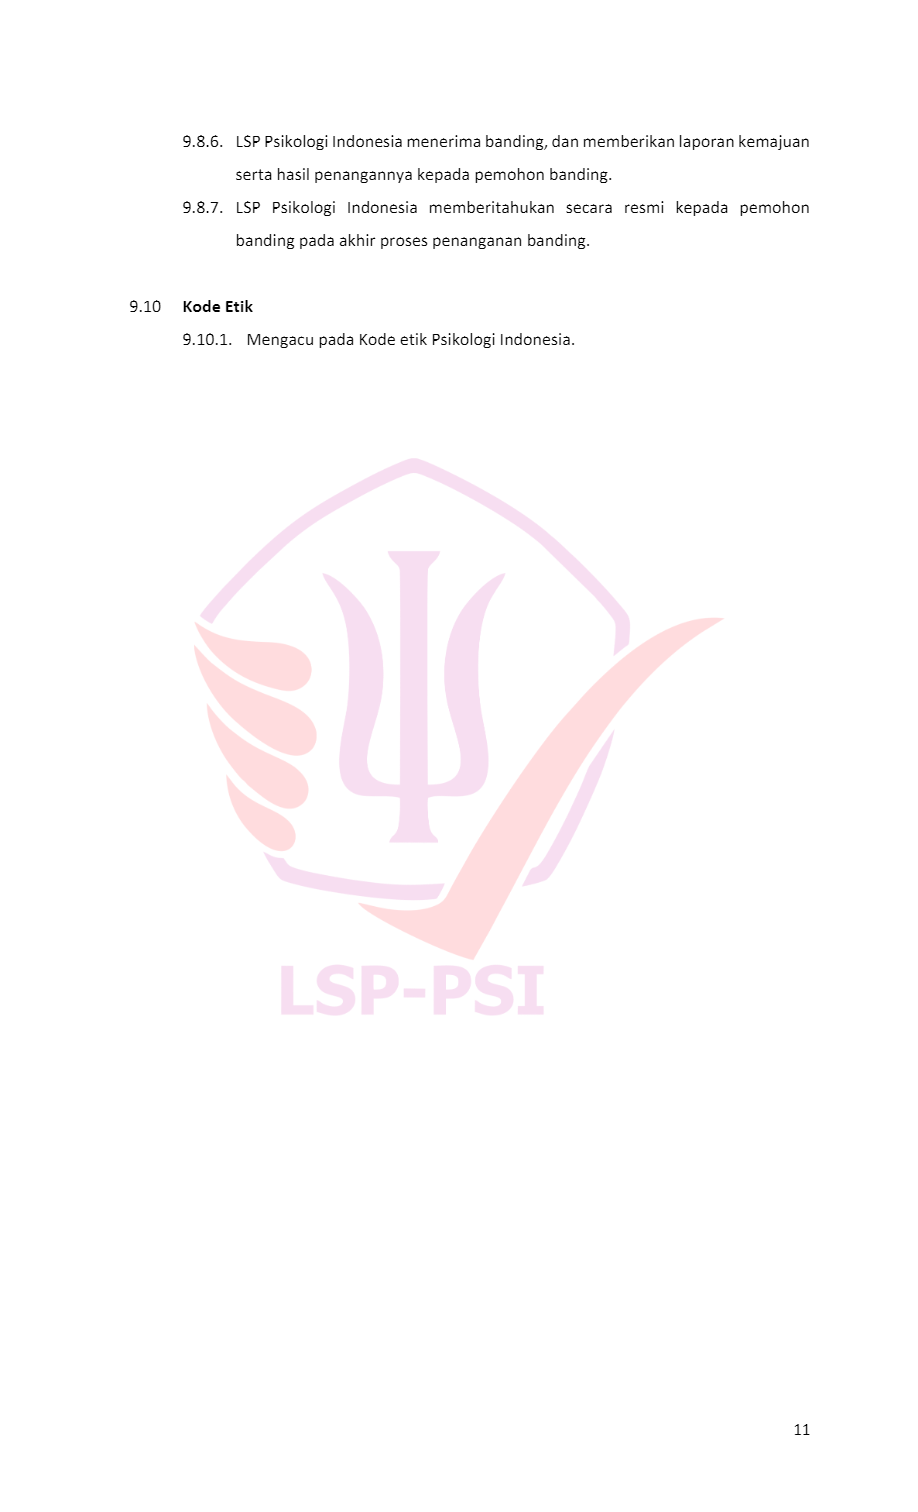 9.8.6. LSP Psikologi Indonesia menerima banding, dan memberikan laporan kemajuan
serta hasil penangannya kepada pemohon banding.
9.8.7. LSP Psikologi Indonesia memberitahukan secara resmi kepada pemohon
banding pada akhir proses penanganan banding.
9.10 Kode Etik
9.10.1. Mengacu pada Kode etik Psikologi Indonesia.
LSP-PSI
11